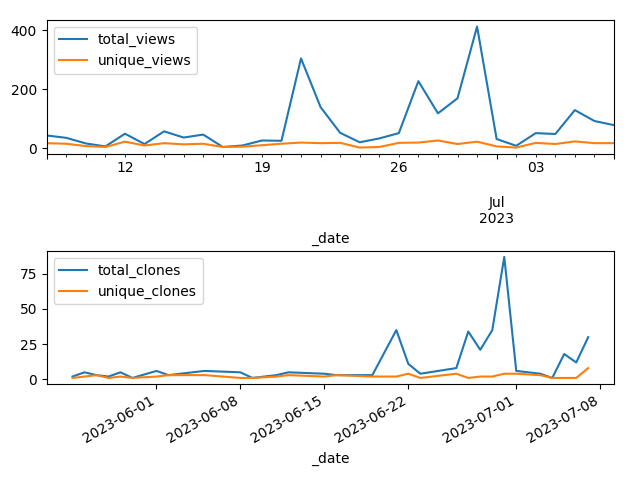 400
200
0
total_views
unique_views
12
19
26
03
Jul
2023
_date
75
50
25
0
total_clones
unique_clones
2023-06-01
2023-06-08
2023-06-15
2023-06-22
2023-07-01
2023-07-08
_date